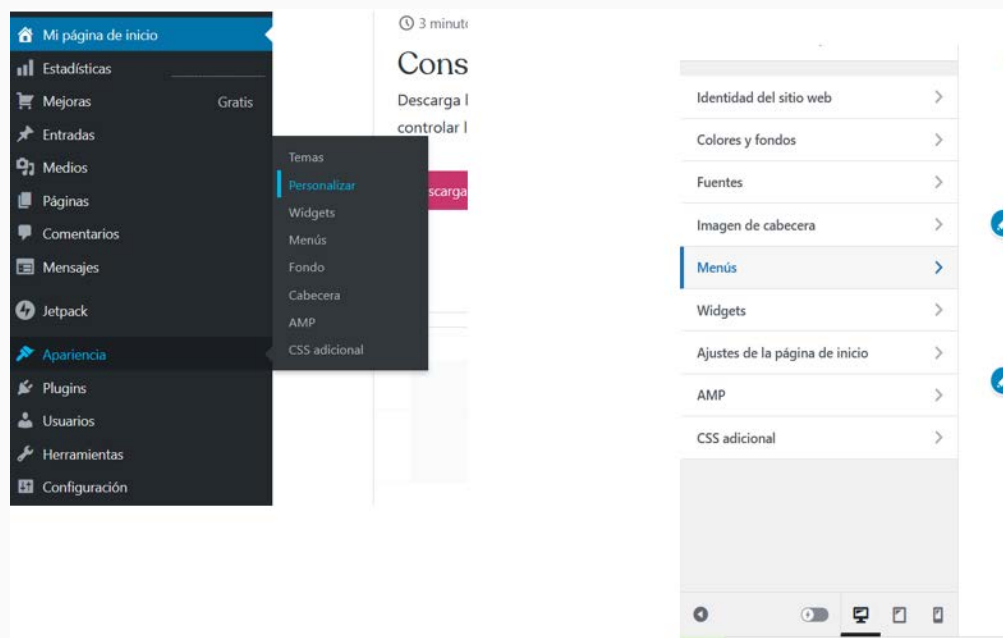 Mi página de inicio
Estadísticas
Mejoras Gratis
Entradas
Medios
Páginas
Comentarios
Mensajes
Jetpack
Apariencia
Plugins
Usuarios
Herramientas
Configuración
Temas
Personalizar
Widgets
Menús
Fondo
Cabecera
AMP
CSS adicional
3 minut
Cons
Descarga l
controlar l
scarga
Identidad del sitio web
Colores y fondos
Fuentes
Imagen de cabecera
Menús
Widgets
Ajustes de la página de inicio
AMP
CSS adicional